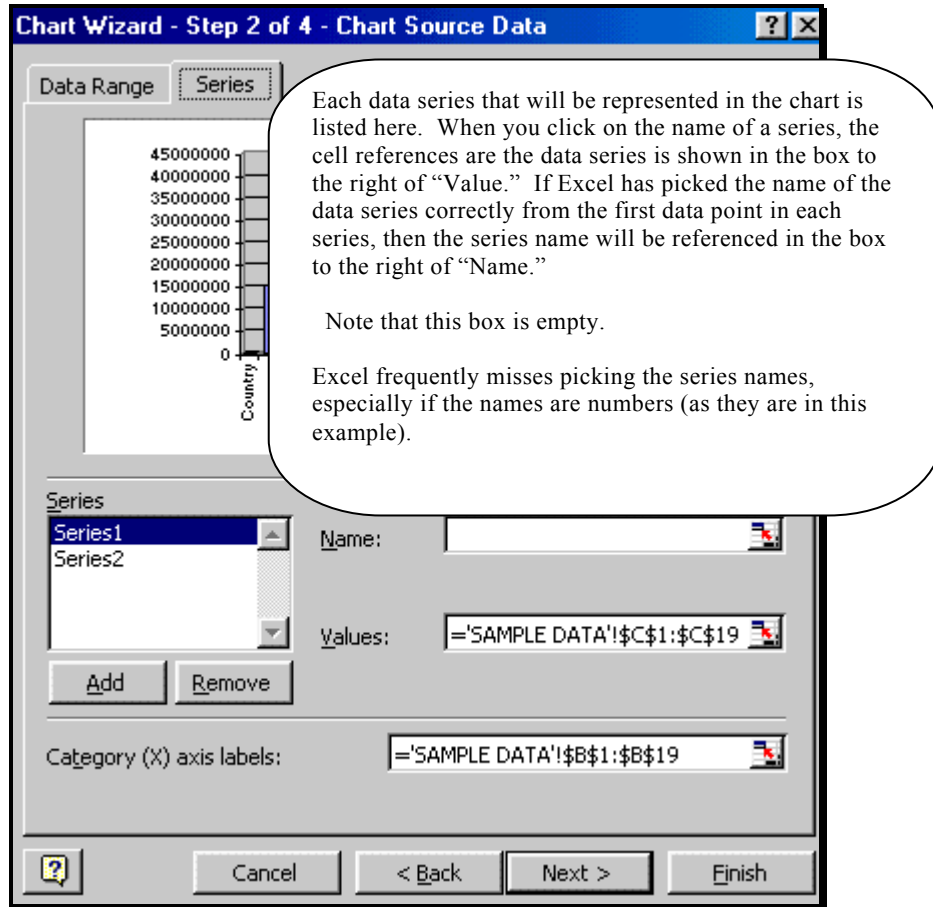 Chart Wizard - Step 2 of 4 - Chart Source Data
Data Range
Series
Each data series that will be represented in the chart is
listed here.  When you click on the name of a series, the
cell references are the data series is shown in the box to
the right of “Value.”  If Excel has picked the name of the
data series correctly from the first data point in each
series, then the series name will be referenced in the box
to the right of “Name.”
Note that this box is empty.
Excel frequently misses picking the series names,
especially if the names are numbers (as they are in this
example).
45000000
40000000
35000000
30000000
25000000
20000000
15000000
10000000
5000000
0
Country
Series
Series1
Series2
Name:
Values:
='SAMPLE DATA'!$C$1:$C$19
Add
Remove
Category (X) axis labels:
='SAMPLE DATA'!$B$1:$B$19
Cancel
< Back
Next >
Finish